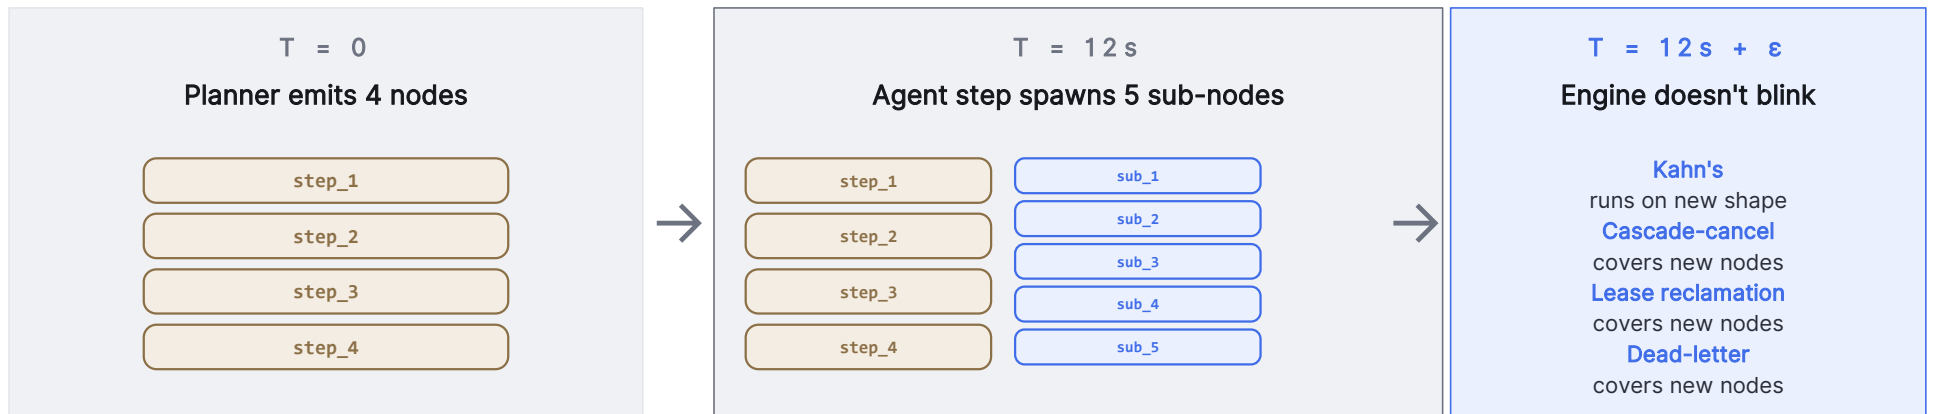 T = 0
Planner emits 4 nodes
step_1
step_2
step_3
step_4
T = 12s
Agent step spawns 5 sub-nodes
step_1
step_2
step_3
step_4
sub_1
sub_2
sub_3
sub_4
sub_5
T = 12s + ε
Engine doesn't blink
Kahn's
runs on new shape
Cascade-cancel
covers new nodes
Lease reclamation
covers new nodes
Dead-letter
covers new nodes